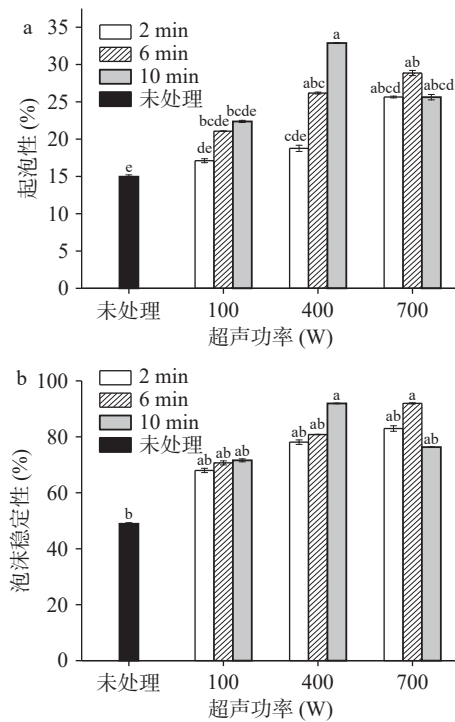 a
2 min
6 min
10 min
未处理
35
30
25
20
15
10
5
0
起泡性 (%)
e
de
bcde
bcde
cde
abc
a
abcd
ab
abcd
未处理
100
400
700
超声功率 (W)
b
2 min
6 min
10 min
未处理
100
80
60
40
20
0
泡沫稳定性 (%)
b
ab
ab
ab
ab
ab
a
ab
a
ab
未处理
100
400
700
超声功率 (W)